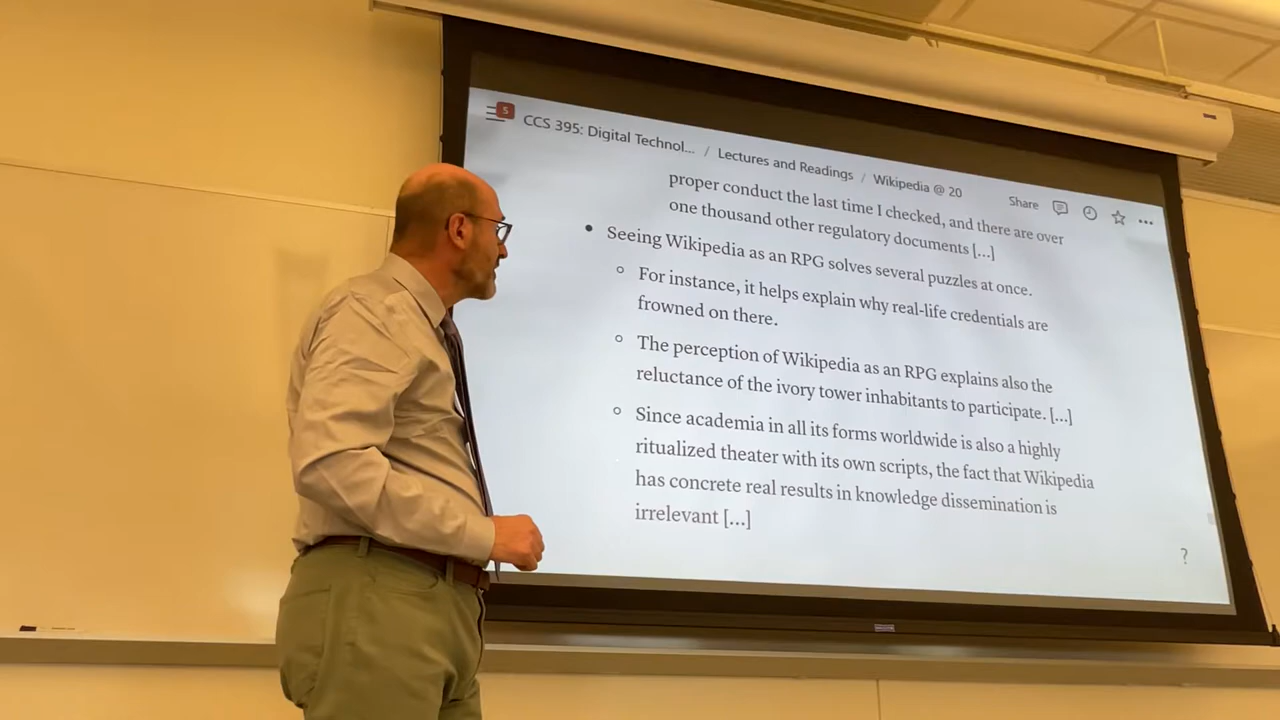 5
CCS 395: Digital Technol... / Lectures and Readings / Wikipedia @ 20
Share
proper conduct the last time I checked, and there are over
one thousand other regulatory documents [...]
• Seeing Wikipedia as an RPG solves several puzzles at once.
○ For instance, it helps explain why real-life credentials are
frowned on there.
○ The perception of Wikipedia as an RPG explains also the
reluctance of the ivory tower inhabitants to participate. [...]
○ Since academia in all its forms worldwide is also a highly
ritualized theater with its own scripts, the fact that Wikipedia
has concrete real results in knowledge dissemination is
irrelevant [...]
?